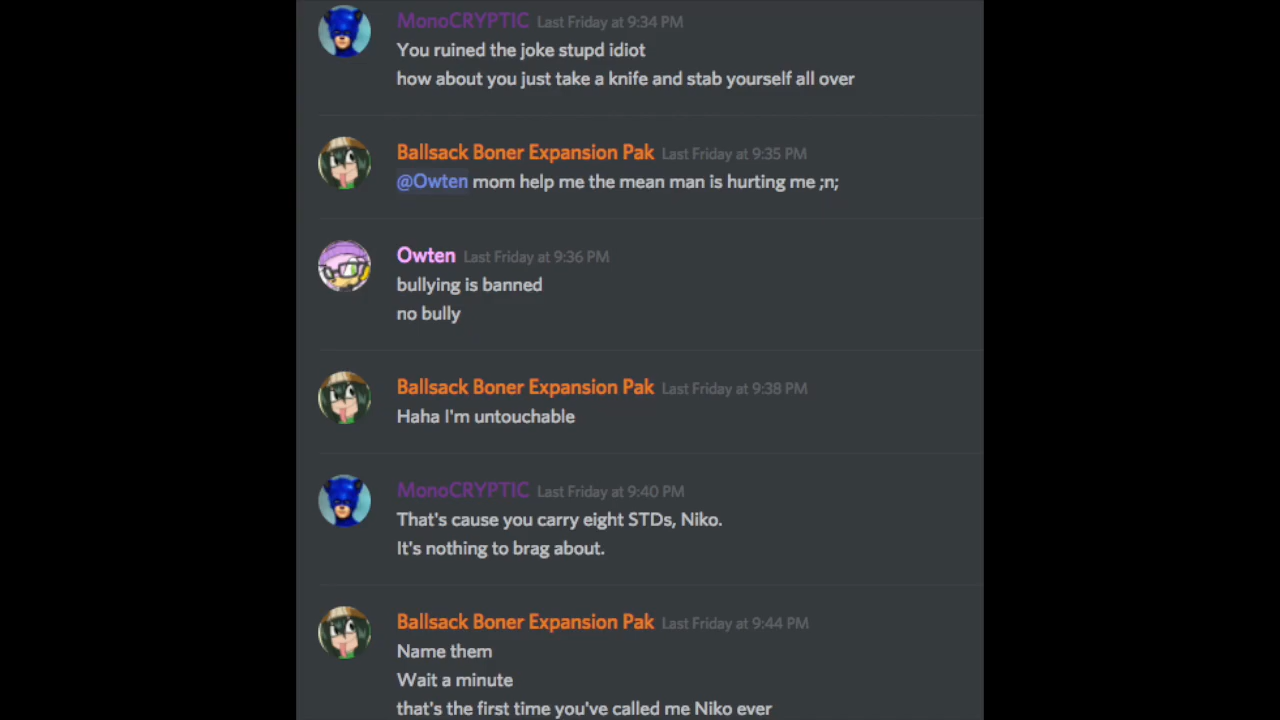 MonoCRYPTIC Last Friday at 9:34 PM
You ruined the joke stupd idiot
how about you just take a knife and stab yourself all over
Ballsack Boner Expansion Pak Last Friday at 9:35 PM
@Owten mom help me the mean man is hurting me ;n;
Owten Last Friday at 9:36 PM
bullying is banned
no bully
Ballsack Boner Expansion Pak Last Friday at 9:38 PM
Haha I'm untouchable
MonoCRYPTIC Last Friday at 9:40 PM
That's cause you carry eight STDs, Niko.
It's nothing to brag about.
Ballsack Boner Expansion Pak Last Friday at 9:44 PM
Name them
Wait a minute
that's the first time you've called me Niko ever